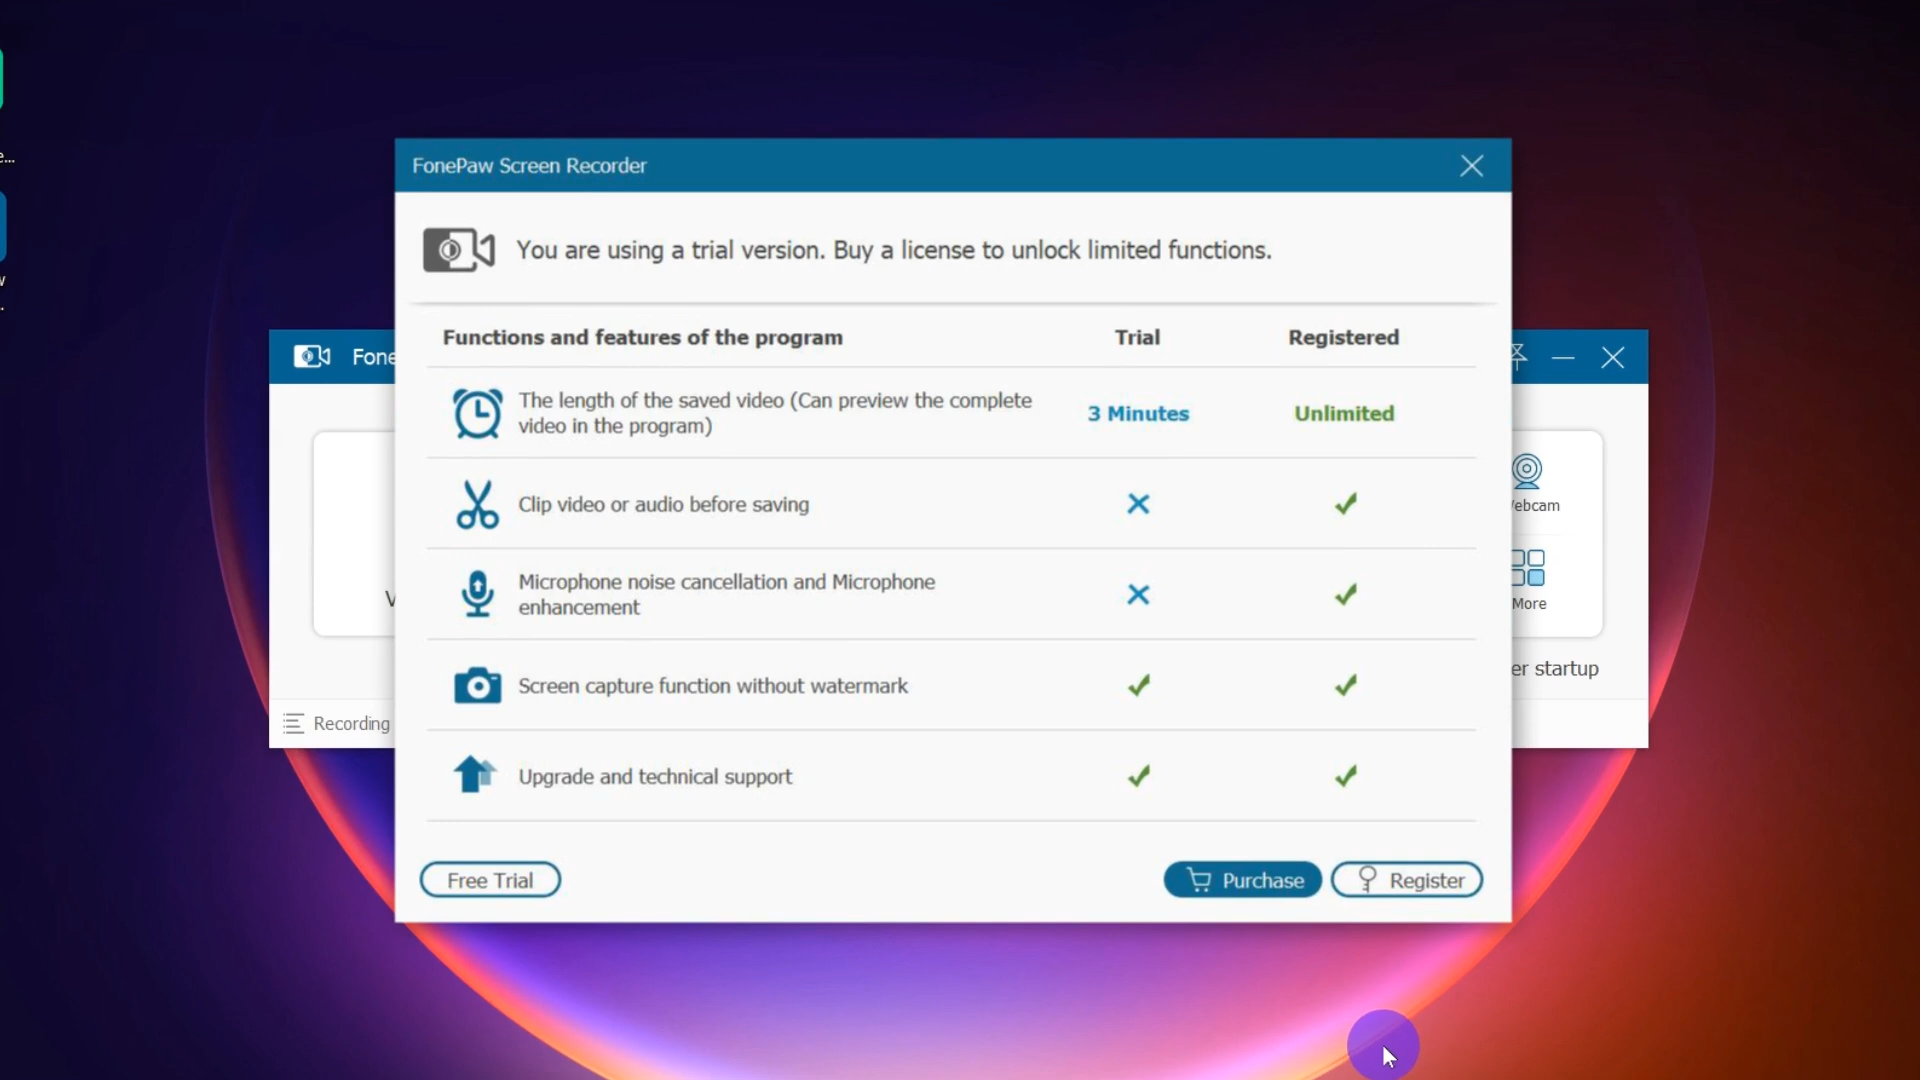 FonePaw Screen Recorder
You are using a trial version. Buy a license to unlock limited functions.
Functions and features of the program Trial Registered
The length of the saved video (Can preview the complete
video in the program)
3 Minutes Unlimited
Clip video or audio before saving
Microphone noise cancellation and Microphone
enhancement
Screen capture function without watermark
Upgrade and technical support
Free Trial Purchase Register
Fone
V
Recording
ebcam
More
er startup
e...
w